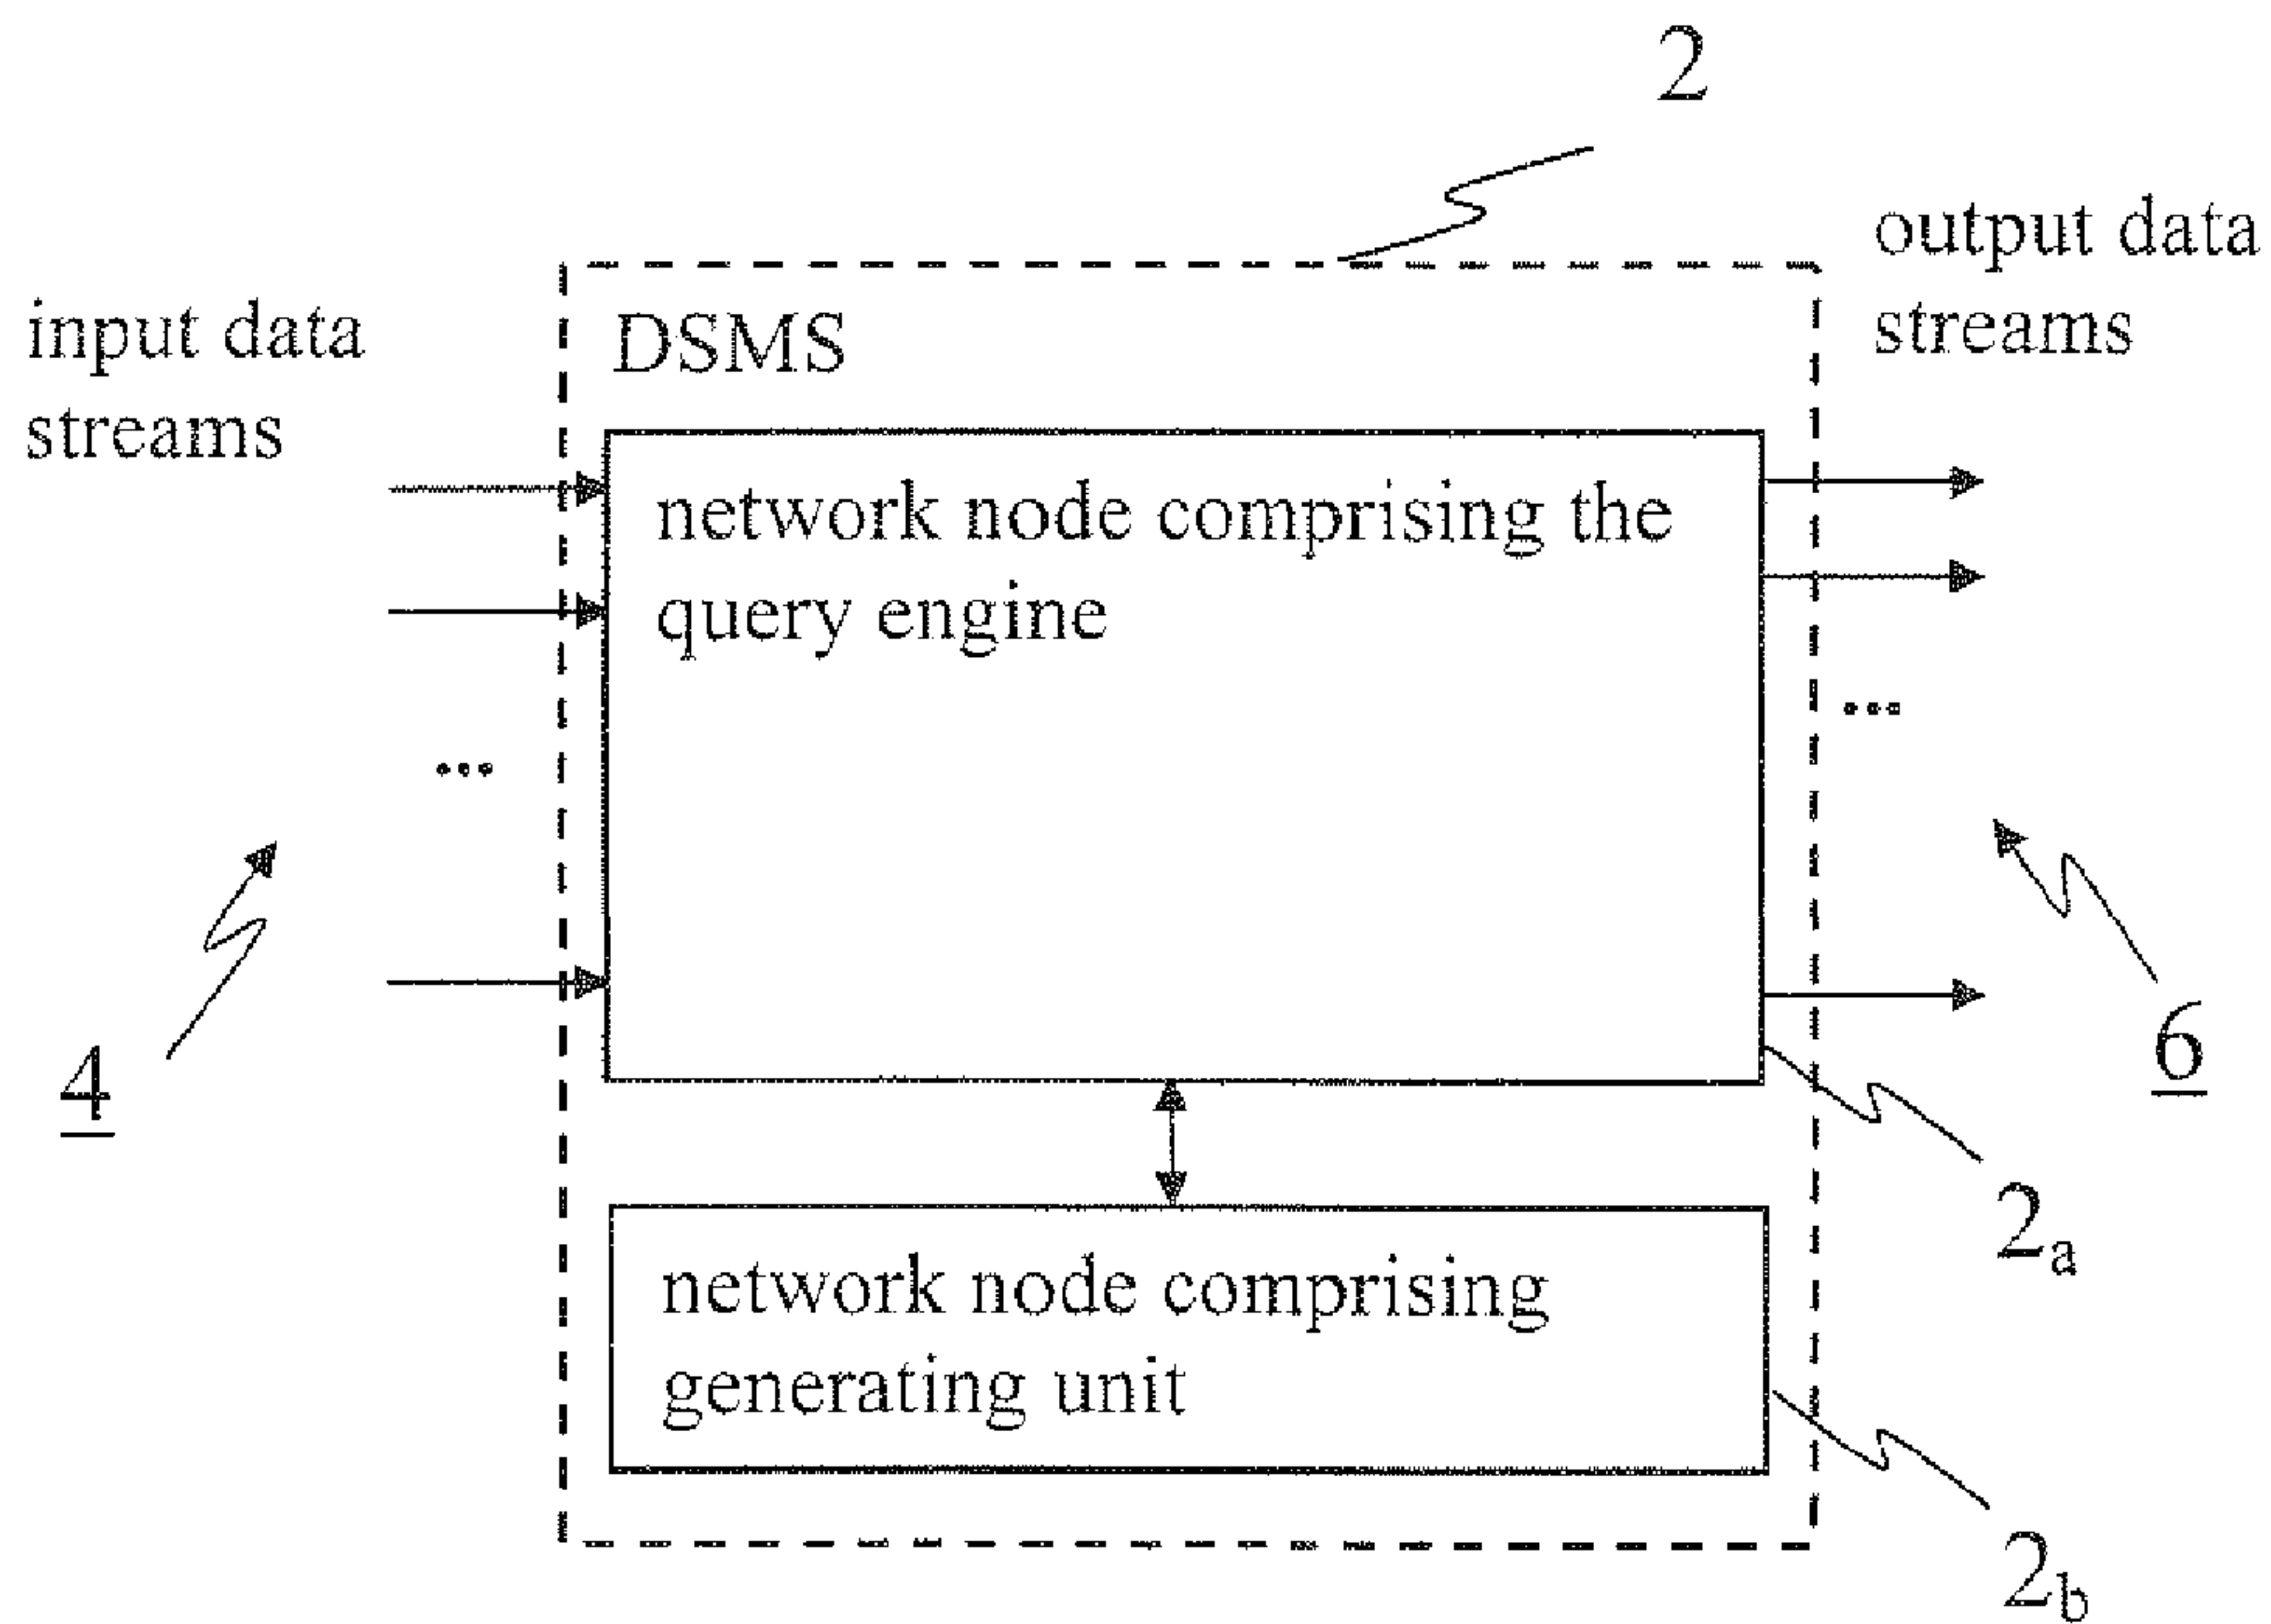 2
output data
streams
input data
streams
DSMS
network node comprising the
query engine
...
...
4
6
2a
network node comprising
generating unit
2b